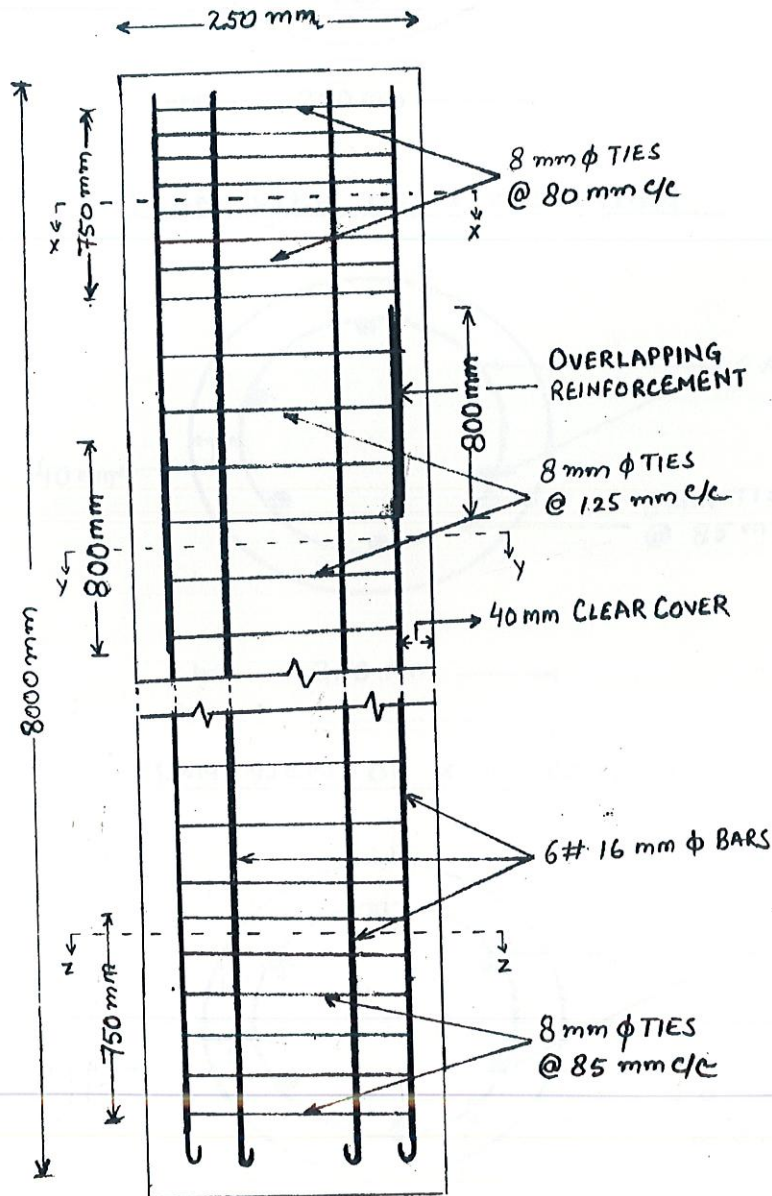 250 mm
8 mm φ TIES
@ 80 mm c/c
750 mm
x
x
8000 mm
OVERLAPPING
REINFORCEMENT
800 mm
8 mm φ TIES
@ 125 mm c/c
800 mm
Y
Y
40 mm CLEAR COVER
6# 16 mm φ BARS
Z
Z
750 mm
8 mm φ TIES
@ 85 mm c/c